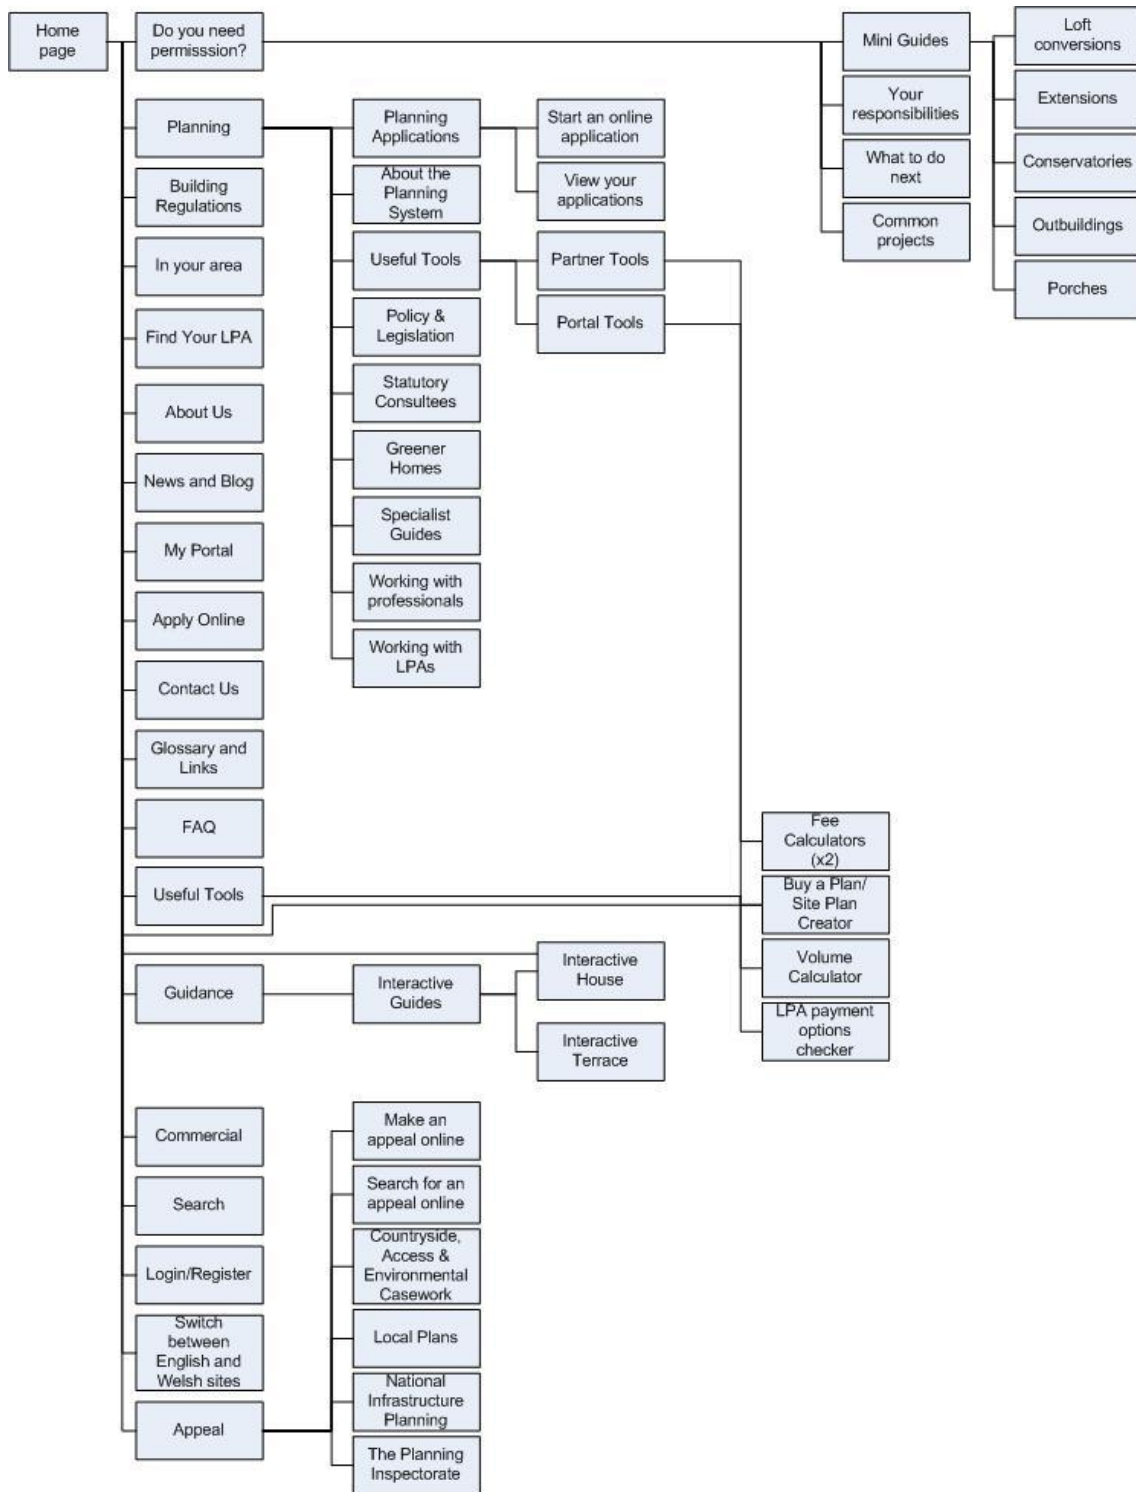 Home
page
Do you need
permisssion?
Mini Guides
Loft
conversions
Your
responsibilities
Extensions
What to do
next
Conservatories
Common
projects
Outbuildings
Porches
Planning
Planning
Applications
Start an online
application
About the
Planning
System
View your
applications
Building
Regulations
In your area
Useful Tools
Partner Tools
Find Your LPA
Policy &
Legislation
Portal Tools
About Us
Statutory
Consultees
News and Blog
Greener
Homes
My Portal
Specialist
Guides
Apply Online
Working with
professionals
Contact Us
Working with
LPAs
Glossary and
Links
FAQ
Useful Tools
Fee
Calculators
(x2)
Buy a Plan/
Site Plan
Creator
Volume
Calculator
LPA payment
options
checker
Guidance
Interactive
Guides
Interactive
House
Interactive
Terrace
Commercial
Search
Login/Register
Switch
between
English and
Welsh sites
Appeal
Make an
appeal online
Search for an
appeal online
Countryside,
Access &
Environmental
Casework
Local Plans
National
Infrastructure
Planning
The Planning
Inspectorate